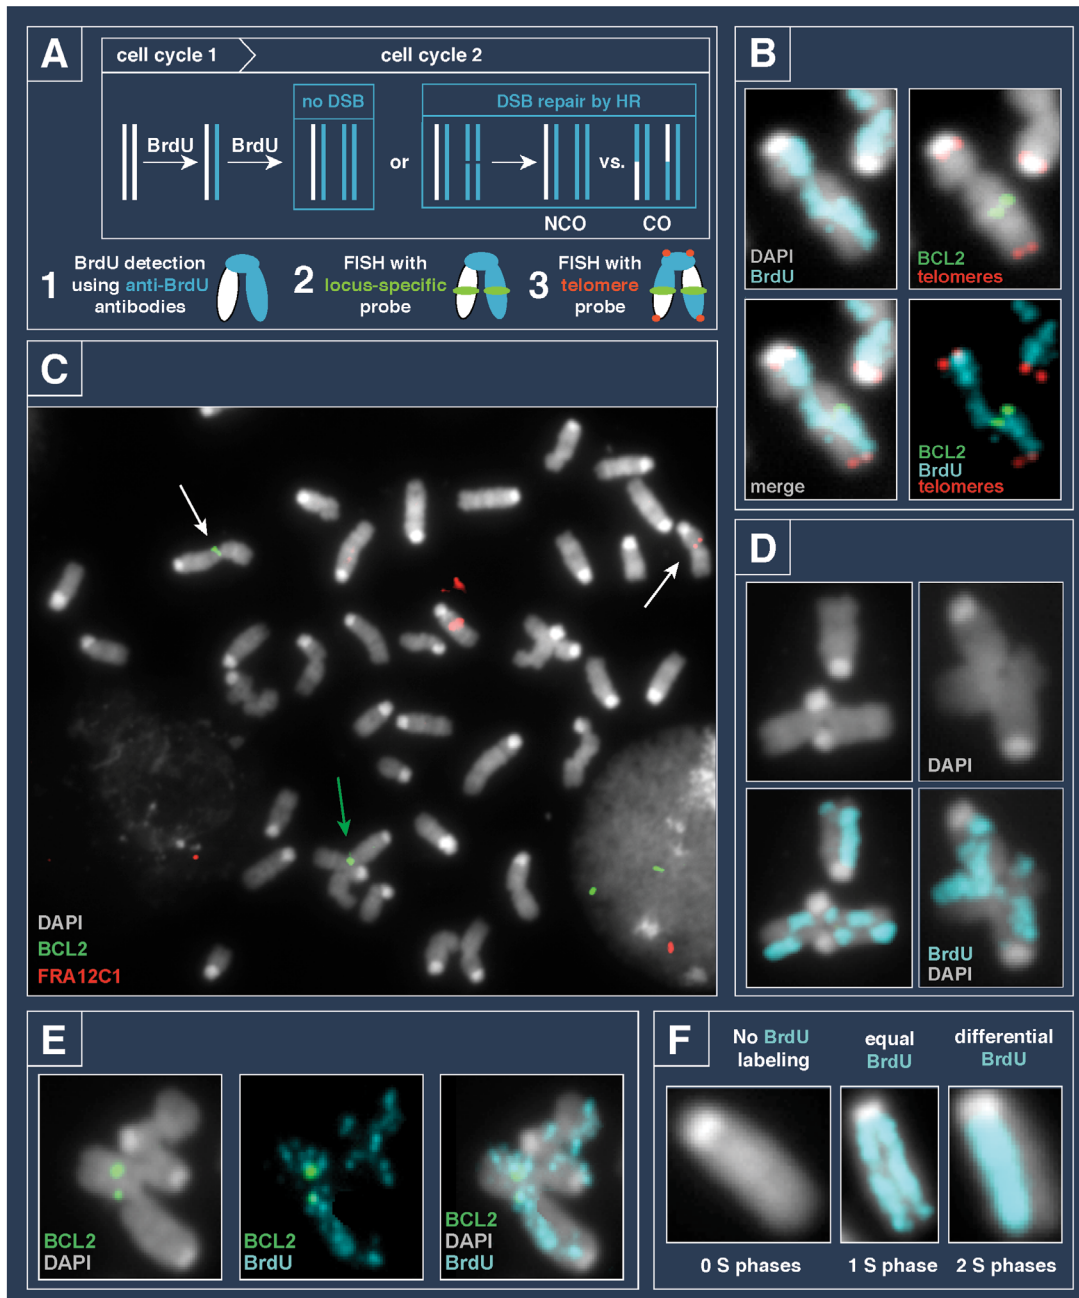 A
cell cycle 1
cell cycle 2
no DSB
DSB repair by HR
BrdU
BrdU
or
vs.
NCO
CO
1
BrdU detection
using anti-BrdU
antibodies
2
FISH with
locus-specific
probe
3
FISH with
telomere
probe
B
DAPI
BrdU
BCL2
telomeres
merge
BCL2
BrdU
telomeres
C
DAPI
BCL2
FRA12C1
D
DAPI
BrdU
DAPI
E
BCL2
DAPI
BCL2
BrdU
BCL2
DAPI
BrdU
F
No BrdU
labeling
equal
BrdU
differential
BrdU
0 S phases
1 S phase
2 S phases